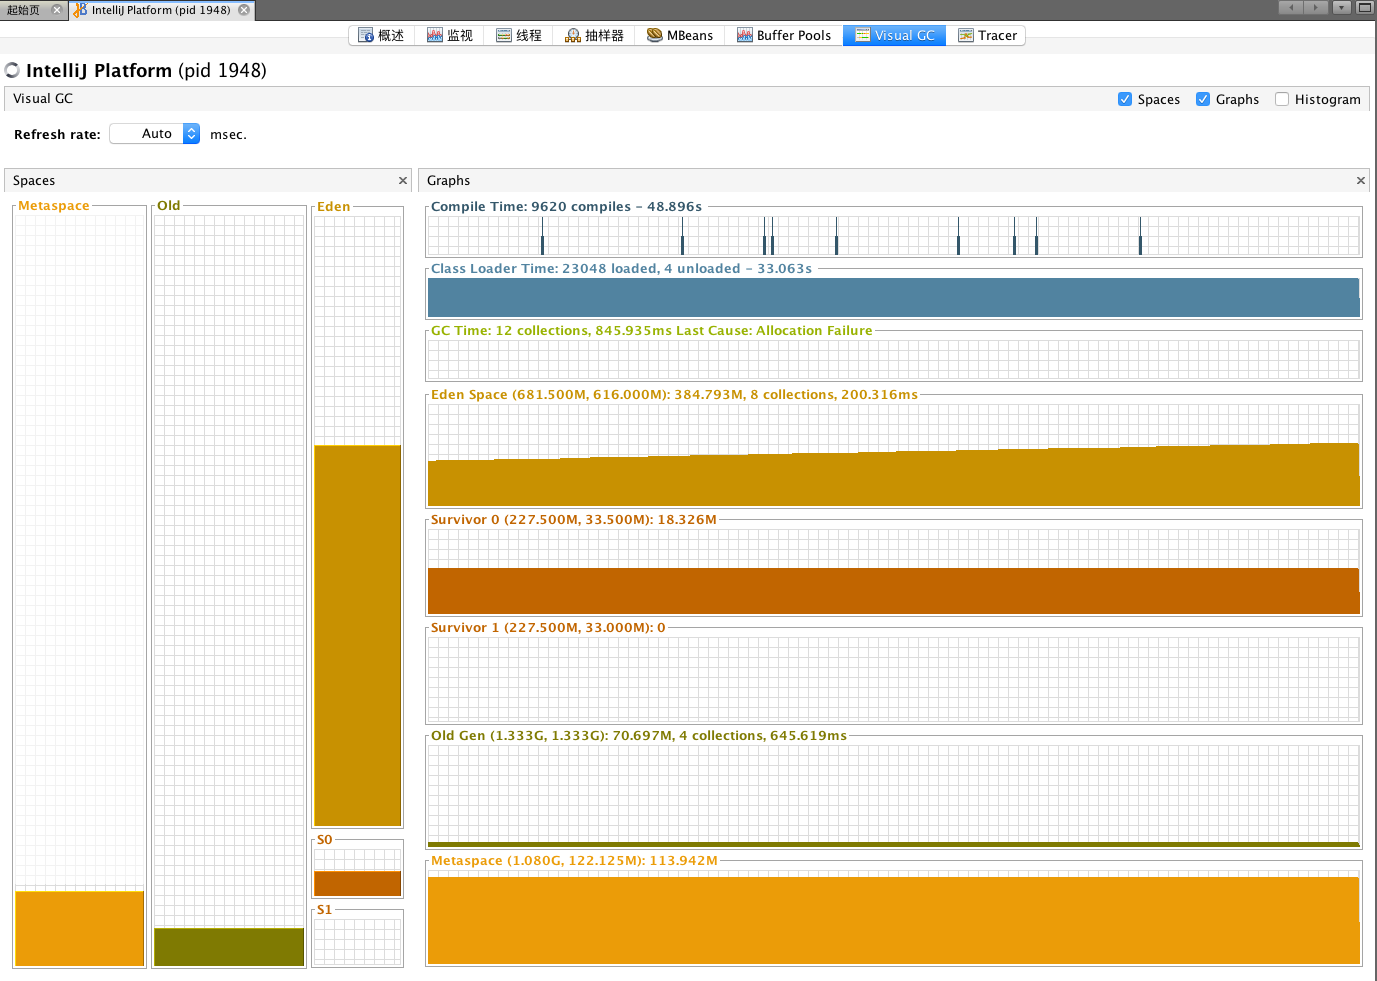 起始页
IntelliJ Platform (pid 1948)
概述
监视
线程
抽样器
MBeans
Buffer Pools
Visual GC
Tracer
IntelliJ Platform (pid 1948)
Visual GC
Spaces
Graphs
Histogram
Refresh rate: Auto msec.
Spaces
Graphs
Metaspace
Old
Eden
S0
S1
Compile Time: 9620 compiles - 48.896s
Class Loader Time: 23048 loaded, 4 unloaded - 33.063s
GC Time: 12 collections, 845.935ms Last Cause: Allocation Failure
Eden Space (681.500M, 616.000M): 384.793M, 8 collections, 200.316ms
Survivor 0 (227.500M, 33.500M): 18.326M
Survivor 1 (227.500M, 33.000M): 0
Old Gen (1.333G, 1.333G): 70.697M, 4 collections, 645.619ms
Metaspace (1.080G, 122.125M): 113.942M